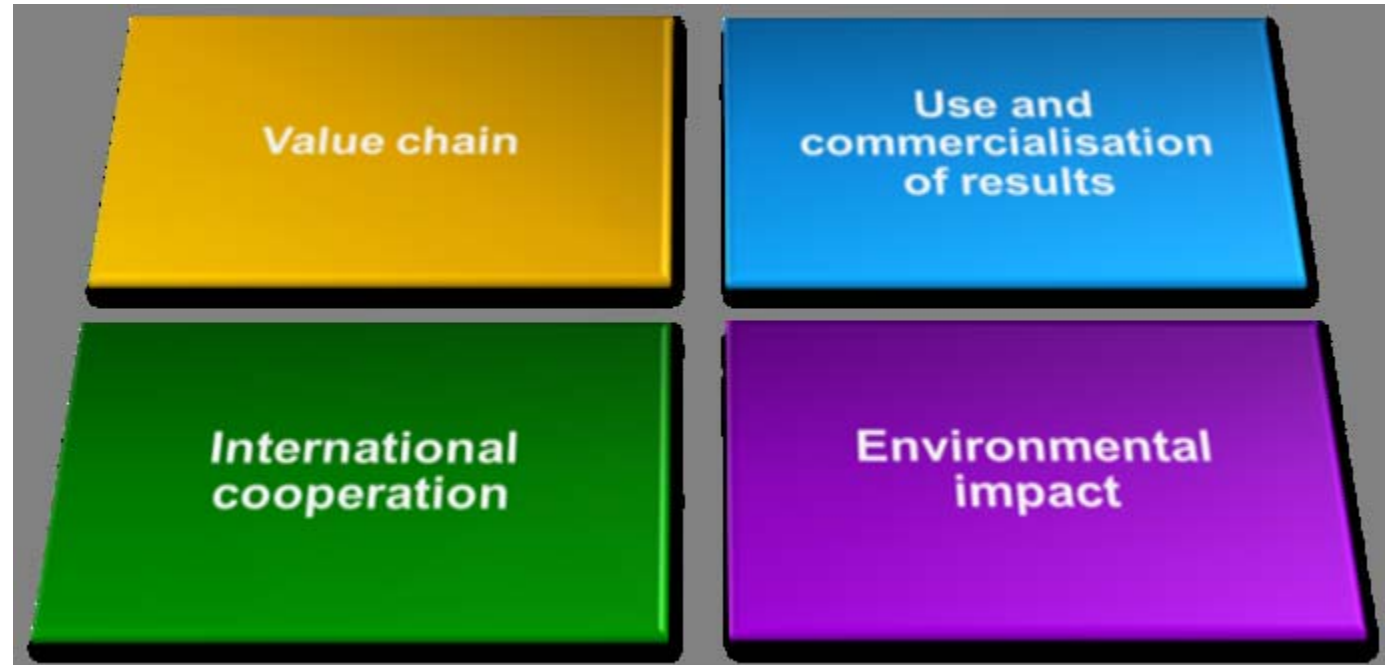 Value chain
Use and
commercialisation
of results
International
cooperation
Environmental
impact